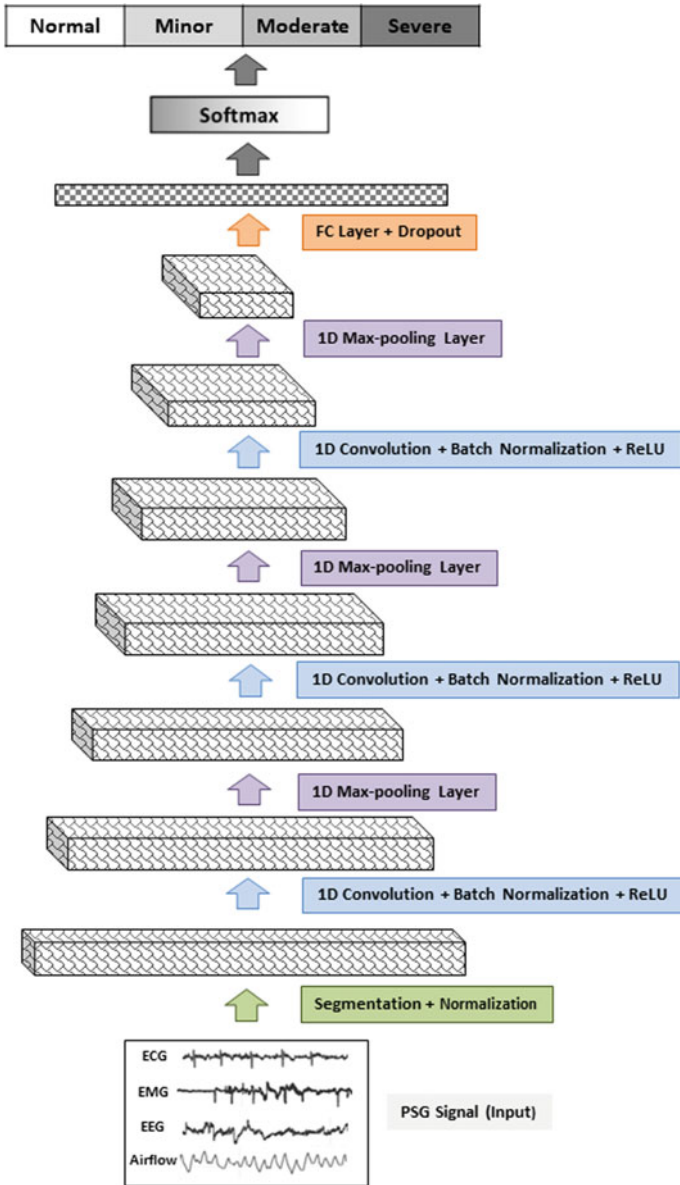 Normal Minor Moderate Severe
Softmax
FC Layer + Dropout
1D Max-pooling Layer
1D Convolution + Batch Normalization + ReLU
1D Max-pooling Layer
1D Convolution + Batch Normalization + ReLU
1D Max-pooling Layer
1D Convolution + Batch Normalization + ReLU
Segmentation + Normalization
ECG
EMG
EEG
Airflow
PSG Signal (Input)